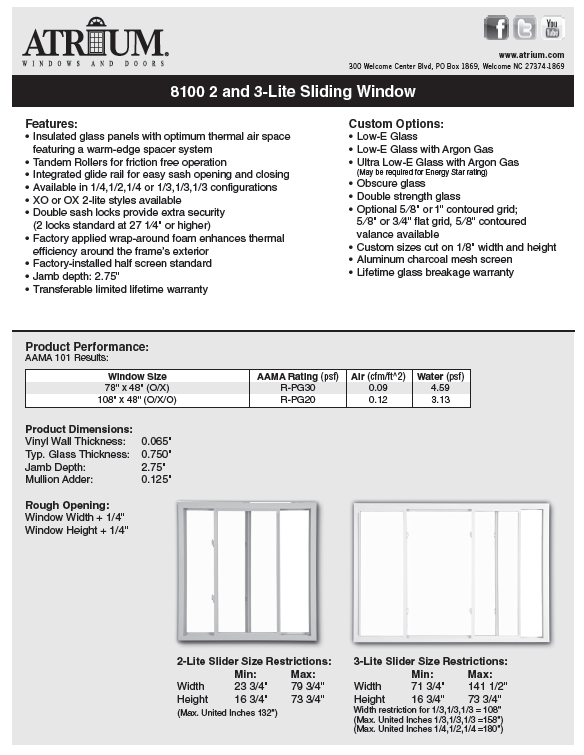 ATRIUM.
WINDOWS AND DOORS
f t You Tube
www.atrium.com
300 Welcome Center Blvd, PO Box 1869, Welcome NC 27374-1869
8100 2 and 3-Lite Sliding Window
Features:
• Insulated glass panels with optimum thermal air space
featuring a warm-edge spacer system
• Tandem Rollers for friction free operation
• Integrated glide rail for easy sash opening and closing
• Available in 1/4,1/2,1/4 or 1/3,1/3,1/3 configurations
• XO or OX 2-lite styles available
• Double sash locks provide extra security
(2 locks standard at 27 1/4" or higher)
• Factory applied wrap-around foam enhances thermal
efficiency around the frame's exterior
• Factory-installed half screen standard
• Jamb depth: 2.75"
• Transferable limited lifetime warranty
Custom Options:
• Low-E Glass
• Low-E Glass with Argon Gas
• Ultra Low-E Glass with Argon Gas
(May be required for Energy Star rating)
• Obscure glass
• Double strength glass
• Optional 5/8" or 1" contoured grid;
5/8" or 3/4" flat grid, 5/8" contoured
valance available
• Custom sizes cut on 1/8" width and height
• Aluminum charcoal mesh screen
• Lifetime glass breakage warranty
Product Performance:
AAMA 101 Results:
Window Size AAMA Rating (psf) Air (cfm/ft^2) Water (psf)
78" x 48" (O/X) R-PG30 0.09 4.59
108" x 48" (O/X/O) R-PG20 0.12 3.13
Product Dimensions:
Vinyl Wall Thickness: 0.065"
Typ. Glass Thickness: 0.750"
Jamb Depth: 2.75"
Mullion Adder: 0.125"
Rough Opening:
Window Width + 1/4"
Window Height + 1/4"
2-Lite Slider Size Restrictions:
Min: Max:
Width 23 3/4" 79 3/4"
Height 16 3/4" 73 3/4"
(Max. United Inches 132")
3-Lite Slider Size Restrictions:
Min: Max:
Width 71 3/4" 141 1/2"
Height 16 3/4" 73 3/4"
Width restriction for 1/3,1/3,1/3 = 108"
(Max. United Inches 1/3,1/3,1/3 =158")
(Max. United Inches 1/4,1/2,1/4 =180")